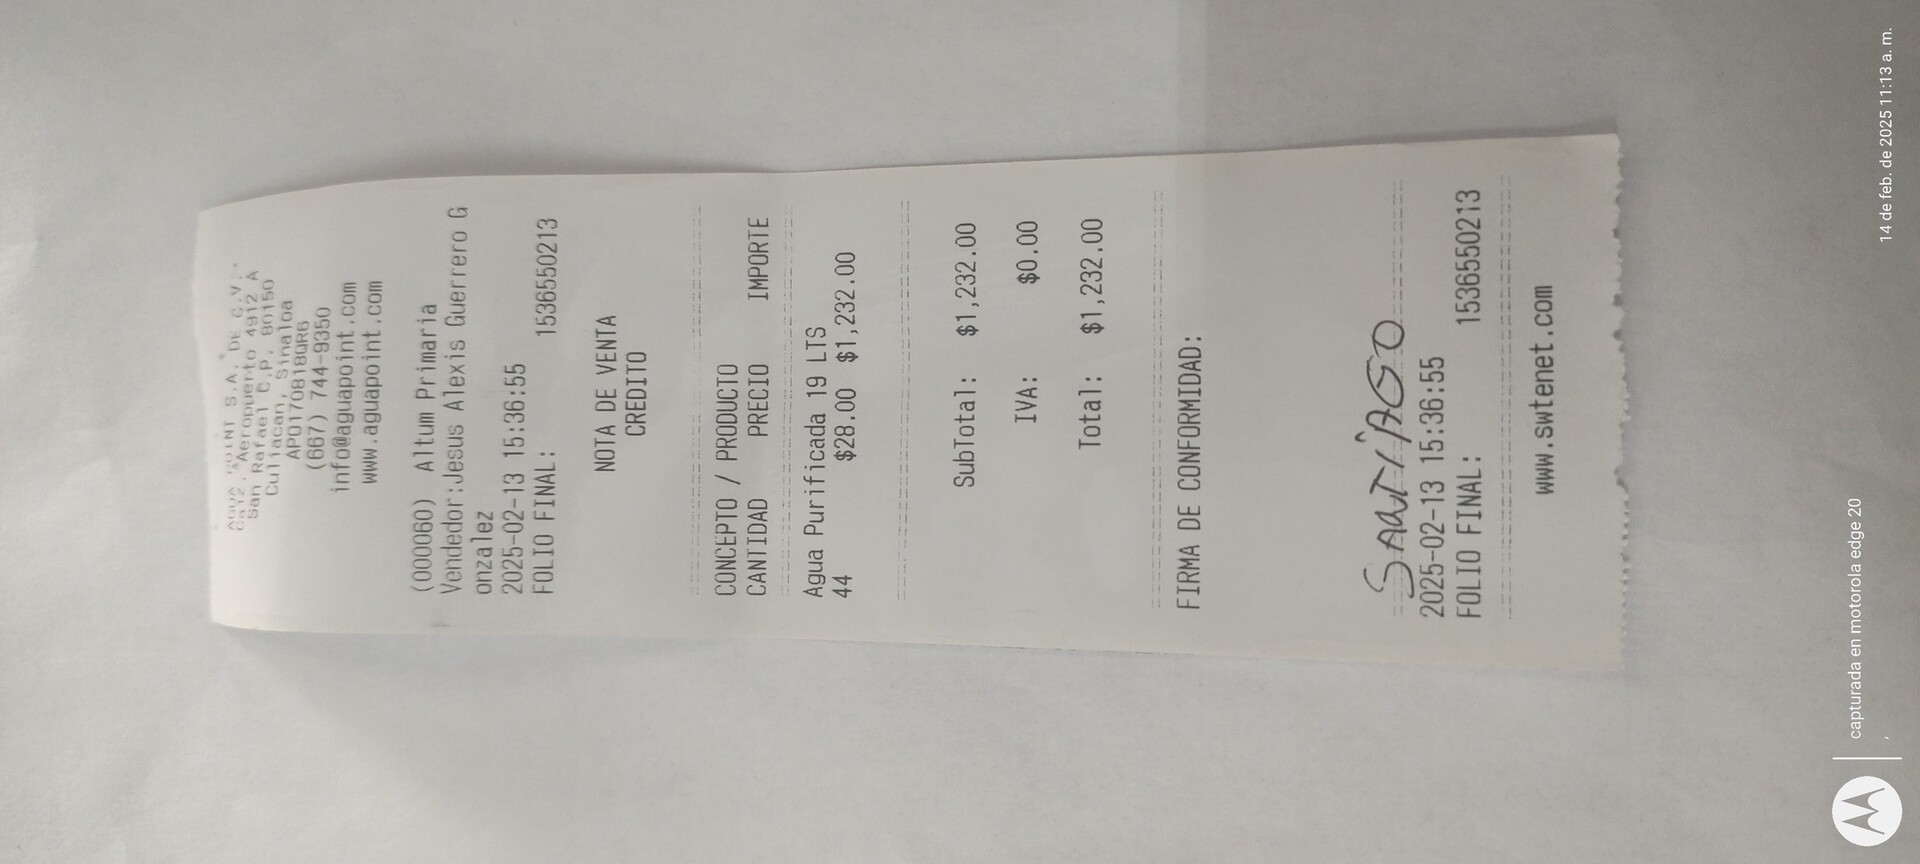 AGUA POINT S.A. DE C.V.
Calz. Aeropuerto 4912 A
San Rafael C.P. 80150
Culiacan, Sinaloa
APO170818QR6
(667) 744-9350
info@aguapoint.com
www.aguapoint.com
(000060) Altum Primaria
Vendedor:Jesus Alexis Guerrero G
onzalez
2025-02-13 15:36:55
FOLIO FINAL: 1536550213
NOTA DE VENTA
CREDITO
CONCEPTO / PRODUCTO
CANTIDAD PRECIO IMPORTE
Agua Purificada 19 LTS
44 $28.00 $1,232.00
SubTotal: $1,232.00
IVA: $0.00
Total: $1,232.00
FIRMA DE CONFORMIDAD:
SANTIAGO
2025-02-13 15:36:55
FOLIO FINAL: 1536550213
www.swtenet.com
capturada en motorola edge 20
14 de feb. de 2025 11:13 a. m.